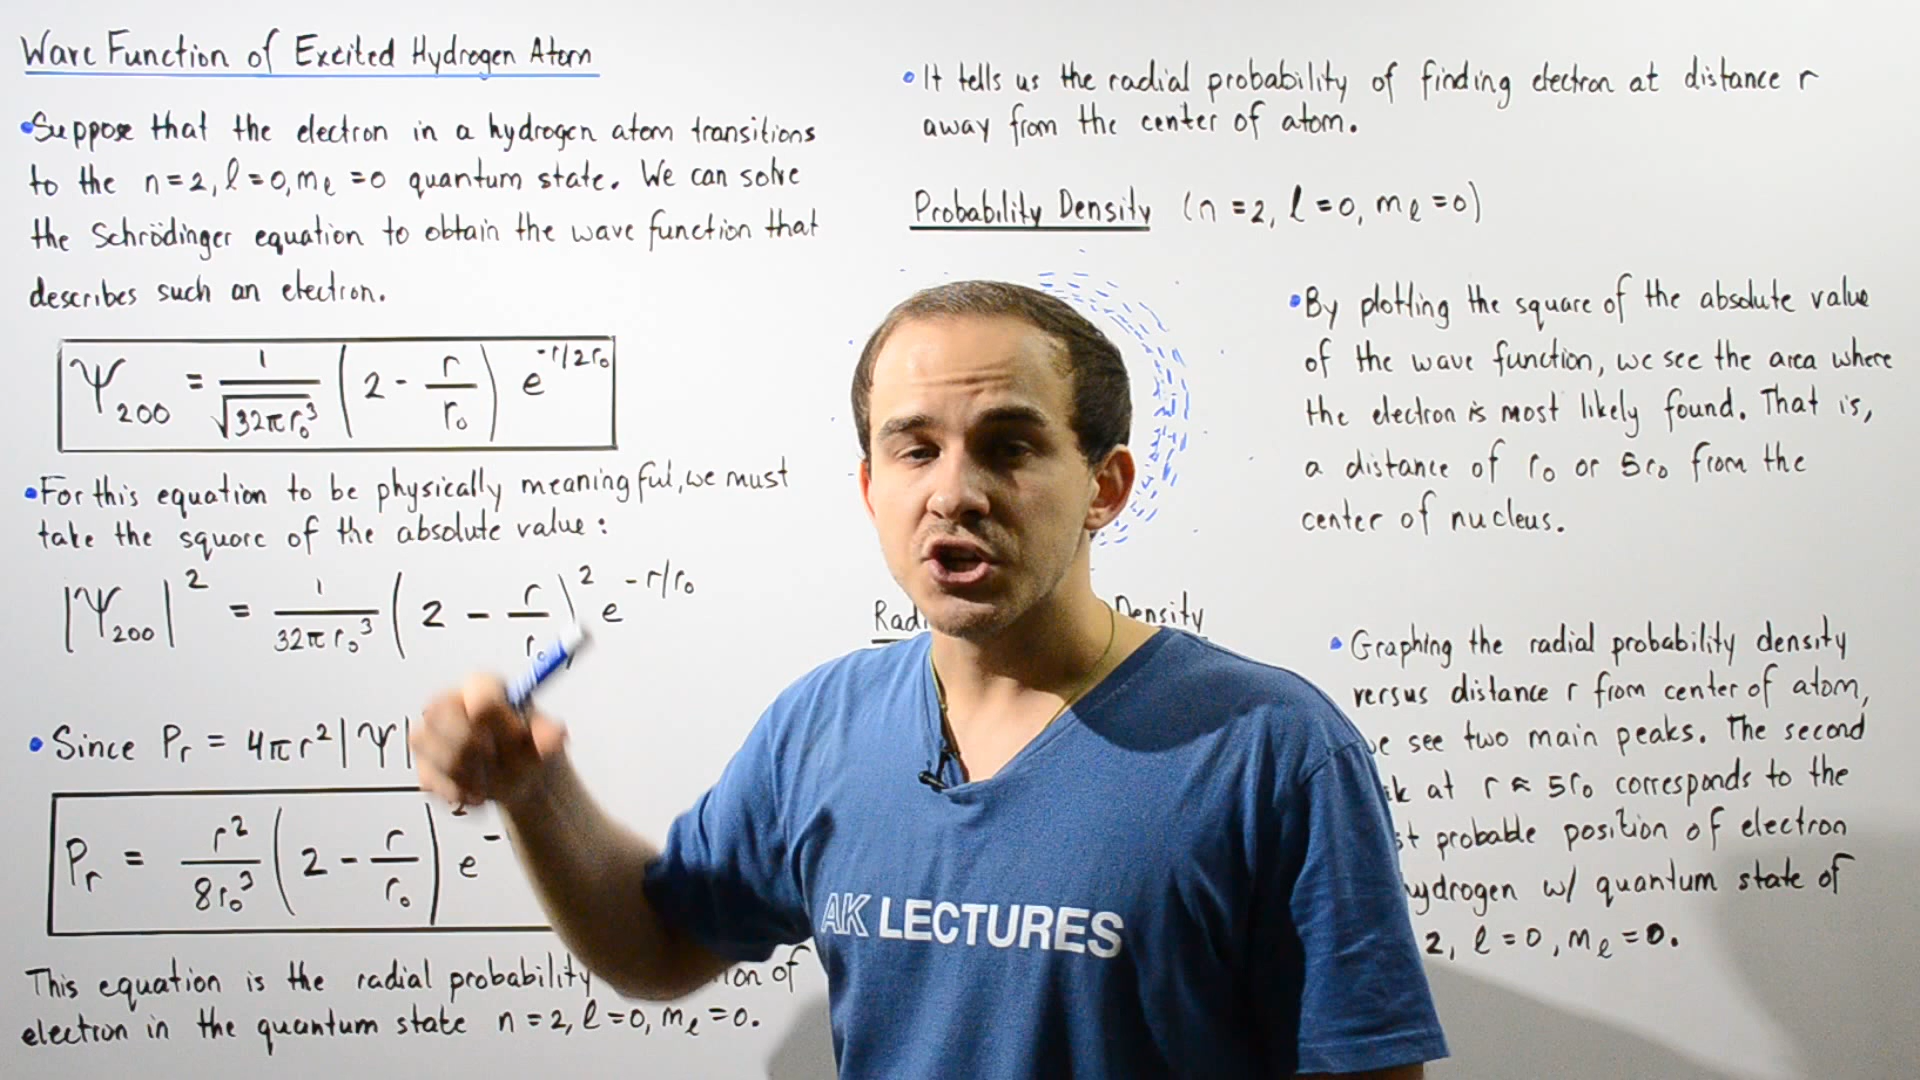 Wave Function of Excited Hydrogen Atom
•Suppose that the electron in a hydrogen atom transitions
to the n=2, l=0, mₗ=0 quantum state. We can solve
the Schrödinger equation to obtain the wave function that
describes such an electron.
Ψ₂₀₀ = 1/√(32πr₀³) (2 - r/r₀) e^(-r/2r₀)
•For this equation to be physically meaningful, we must
take the square of the absolute value:
|Ψ₂₀₀|² = 1/(32πr₀³) (2 - r/r₀)² e^(-r/r₀)
•Since Pᵣ = 4πr²|Ψ|
Pᵣ = r²/(8r₀³) (2 - r/r₀)² e^-
This equation is the radial probability of
electron in the quantum state n=2, l=0, mₗ=0.
•It tells us the radial probability of finding electron at distance r
away from the center of atom.
Probability Density (n=2, l=0, mₗ=0)
•By plotting the square of the absolute value
of the wave function, we see the area where
the electron is most likely found. That is,
a distance of r₀ or 5r₀ from the
center of nucleus.
Density
•Graphing the radial probability density
versus distance r from center of atom,
see two main peaks. The second
at r ≈ 5r₀ corresponds to the
probable position of electron
hydrogen w/ quantum state of
2, l=0, mₗ=0.
AK LECTURES